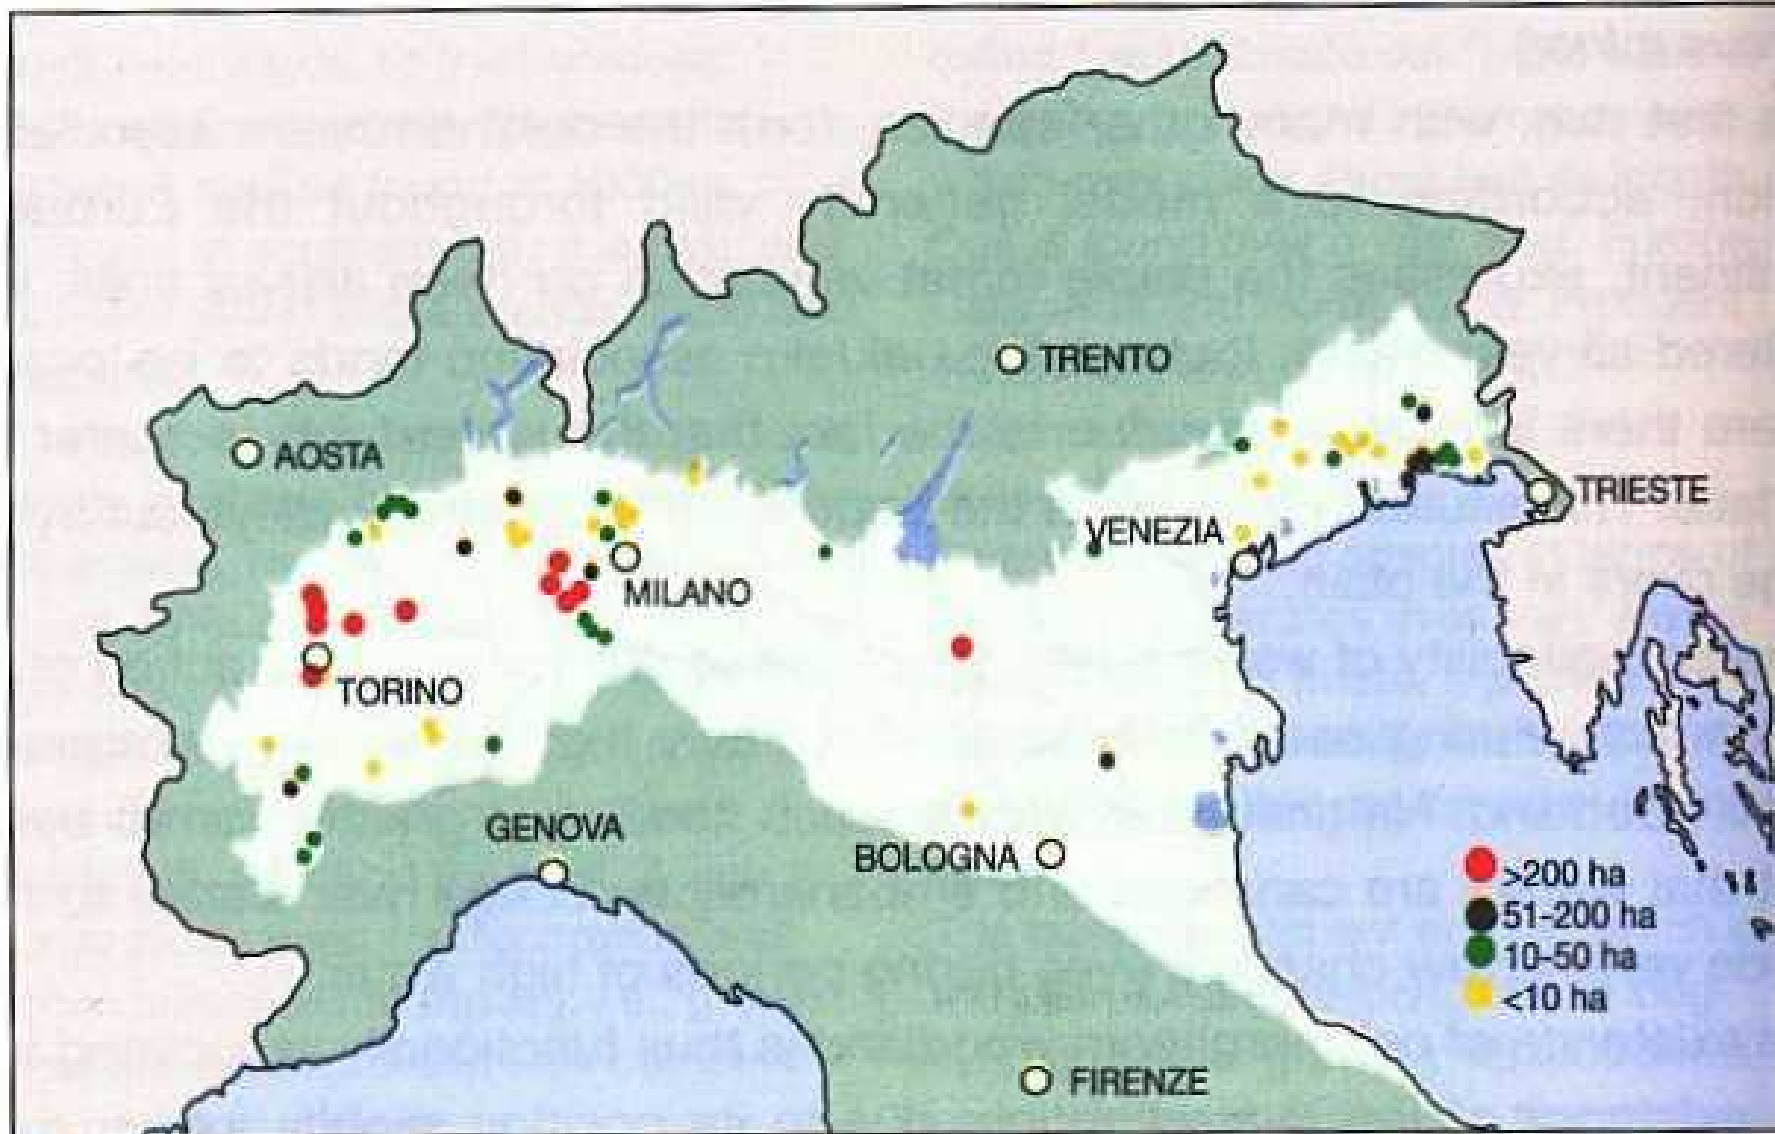 TRENTO
AOSTA
TRIESTE
VENEZIA
MILANO
TORINO
GENOVA
BOLOGNA
>200 ha
51-200 ha
10-50 ha
<10 ha
FIRENZE